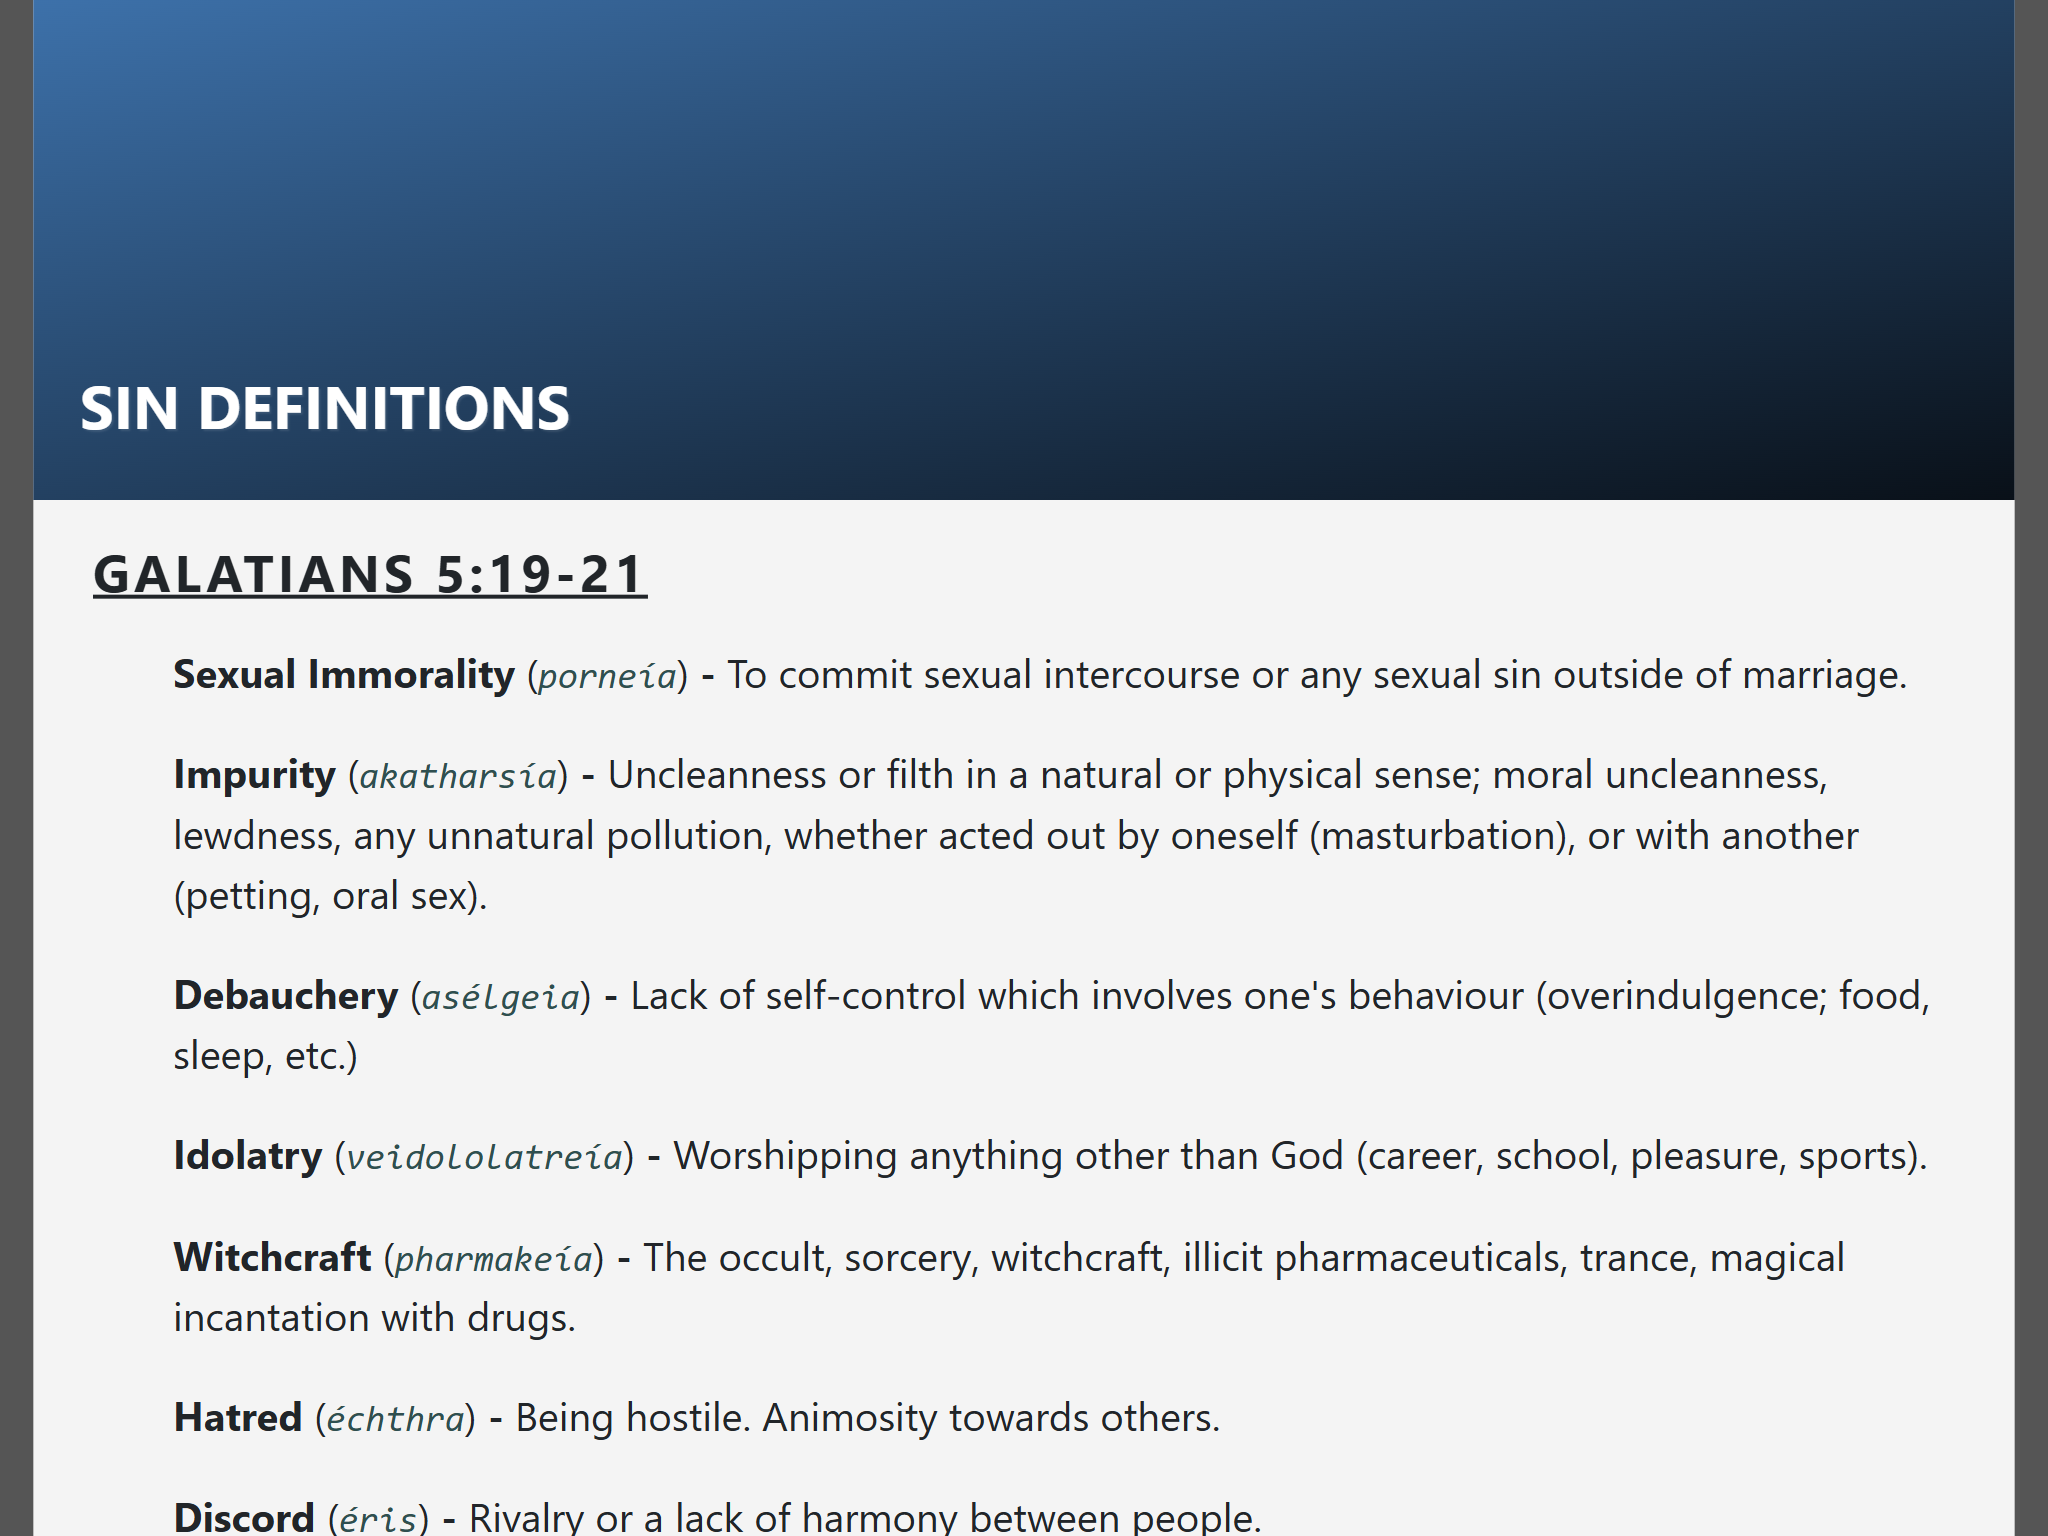 SIN DEFINITIONS
GALATIANS 5:19-21
Sexual Immorality (porneía) - To commit sexual intercourse or any sexual sin outside of marriage.
Impurity (akatharsía) - Uncleanness or filth in a natural or physical sense; moral uncleanness,
lewdness, any unnatural pollution, whether acted out by oneself (masturbation), or with another
(petting, oral sex).
Debauchery (asélgeia) - Lack of self-control which involves one's behaviour (overindulgence; food,
sleep, etc.)
Idolatry (veidololatreía) - Worshipping anything other than God (career, school, pleasure, sports).
Witchcraft (pharmakeía) - The occult, sorcery, witchcraft, illicit pharmaceuticals, trance, magical
incantation with drugs.
Hatred (échthra) - Being hostile. Animosity towards others.
Discord (éris) - Rivalry or a lack of harmony between people.